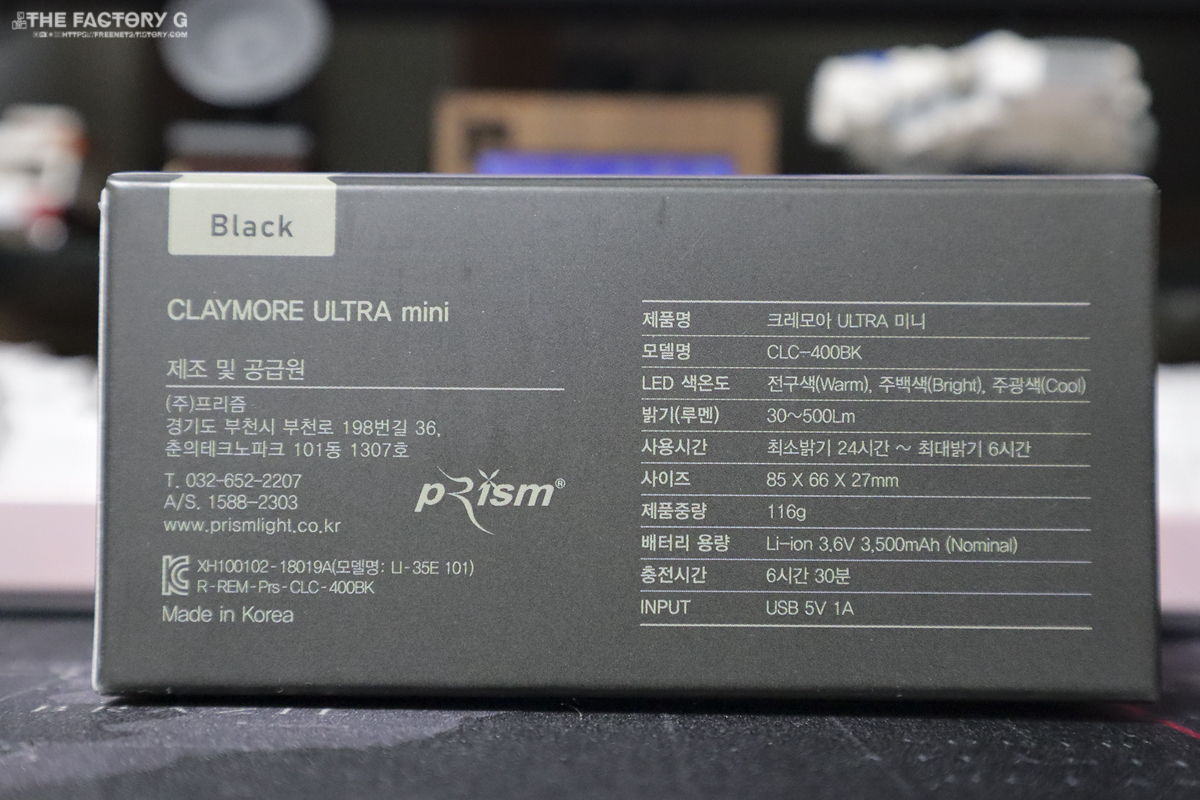 THE FACTORY G
HTTPS://FREENET2.TISTORY.COM
Black
CLAYMORE ULTRA mini
제조 및 공급원
(주)프리즘
경기도 부천시 부천로 198번길 36,
춘의테크노파크 101동 1307호
T. 032-652-2207
A/S. 1588-2303
www.prismlight.co.kr
prism®
XH100102-18019A(모델명: LI-35E 101)
R-REM-Prs-CLC-400BK
Made in Korea
제품명 크레모아 ULTRA 미니
모델명 CLC-400BK
LED 색온도 전구색(Warm), 주백색(Bright), 주광색(Cool)
밝기(루멘) 30~500Lm
사용시간 최소밝기 24시간 ~ 최대밝기 6시간
사이즈 85 X 66 X 27mm
제품중량 116g
배터리 용량 Li-ion 3.6V 3,500mAh (Nominal)
충전시간 6시간 30분
INPUT USB 5V 1A